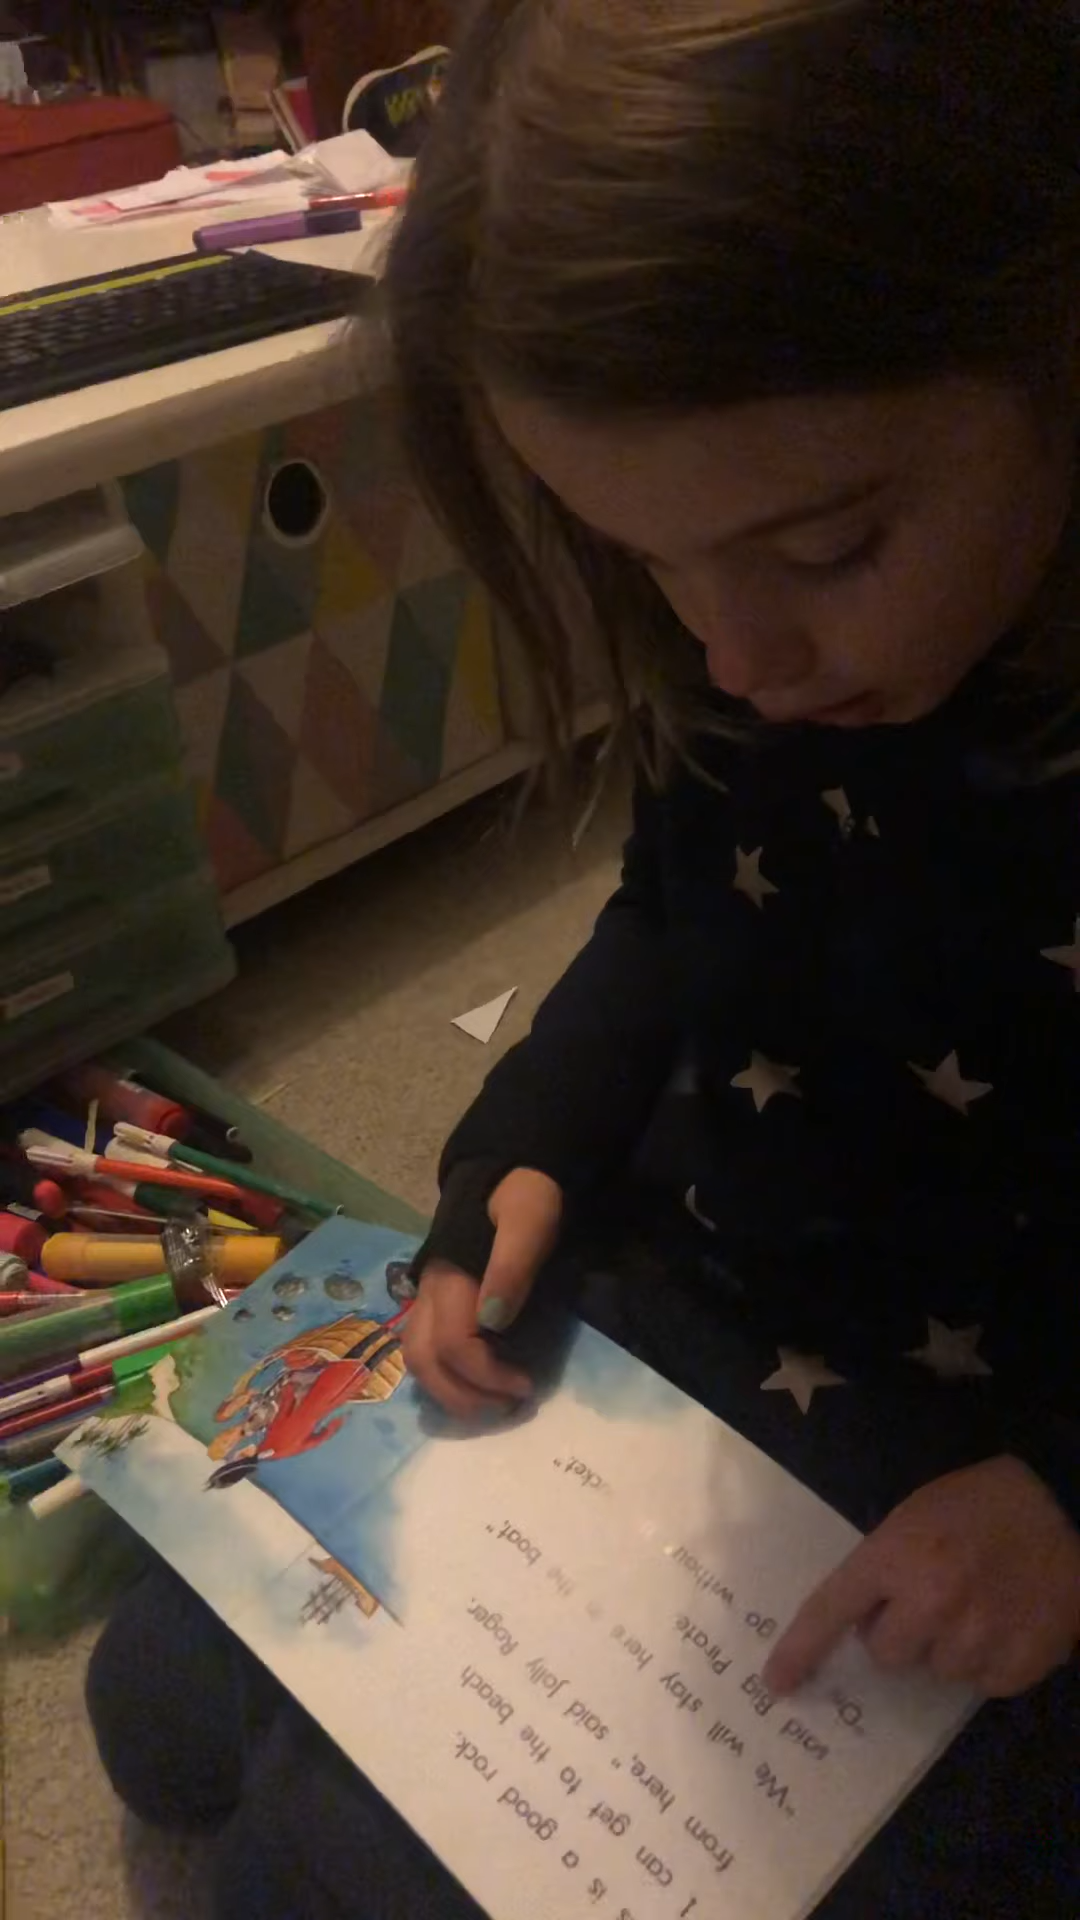 is a good rock.
I can get to the beach
from here," said Jolly Roger.
"We will stay here in the boat,"
said Big Pirate.
go